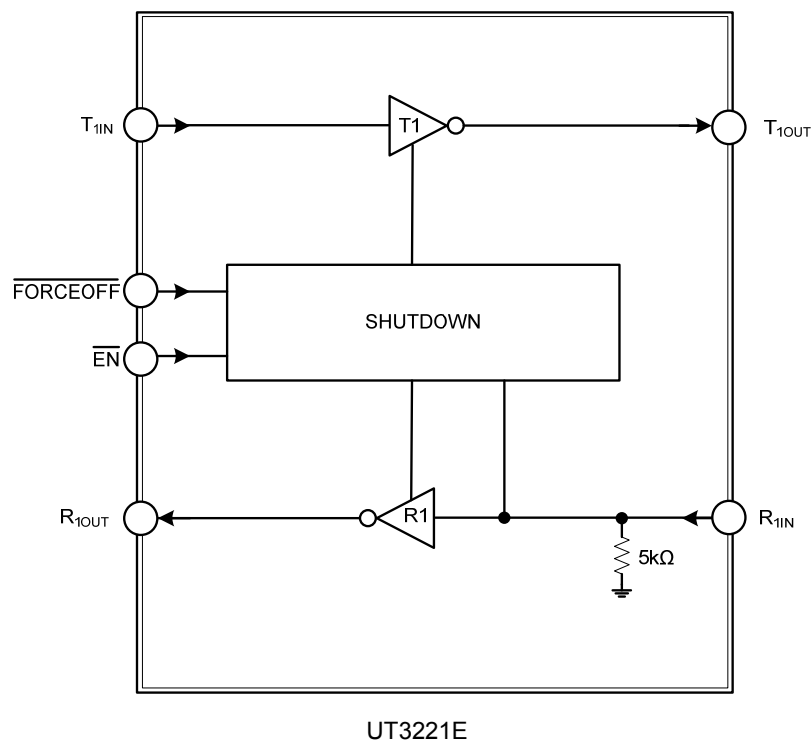 T1IN
T1
T1OUT
FORCEOFF
SHUTDOWN
EN
R1OUT
R1
R1IN
5kΩ
UT3221E